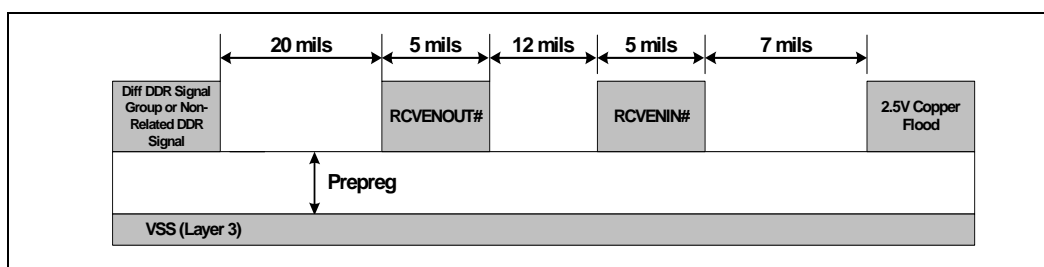 20 mils 5 mils 12 mils 5 mils 7 mils
Diff DDR Signal
Group or Non-
Related DDR
Signal
RCVENOUT#
RCVENIN#
2.5V Copper
Flood
Prepreg
VSS (Layer 3)